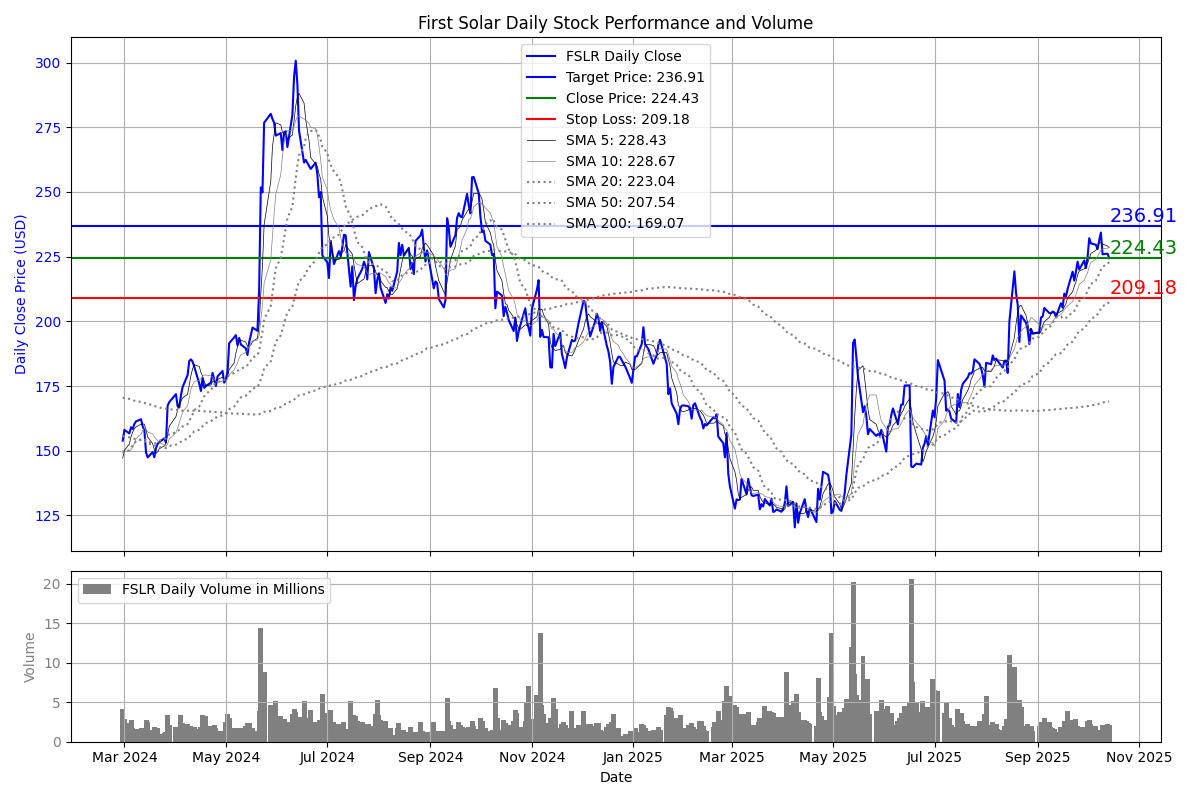 First Solar Daily Stock Performance and Volume
FSLR Daily Close
Target Price: 236.91
Close Price: 224.43
Stop Loss: 209.18
SMA 5: 228.43
SMA 10: 228.67
SMA 20: 223.04
SMA 50: 207.54
SMA 200: 169.07
Daily Close Price (USD)
300
275
250
225
200
175
150
125
236.91
224.43
209.18
FSLR Daily Volume in Millions
Volume
20
15
10
5
0
Mar 2024 May 2024 Jul 2024 Sep 2024 Nov 2024 Jan 2025 Mar 2025 May 2025 Jul 2025 Sep 2025 Nov 2025
Date